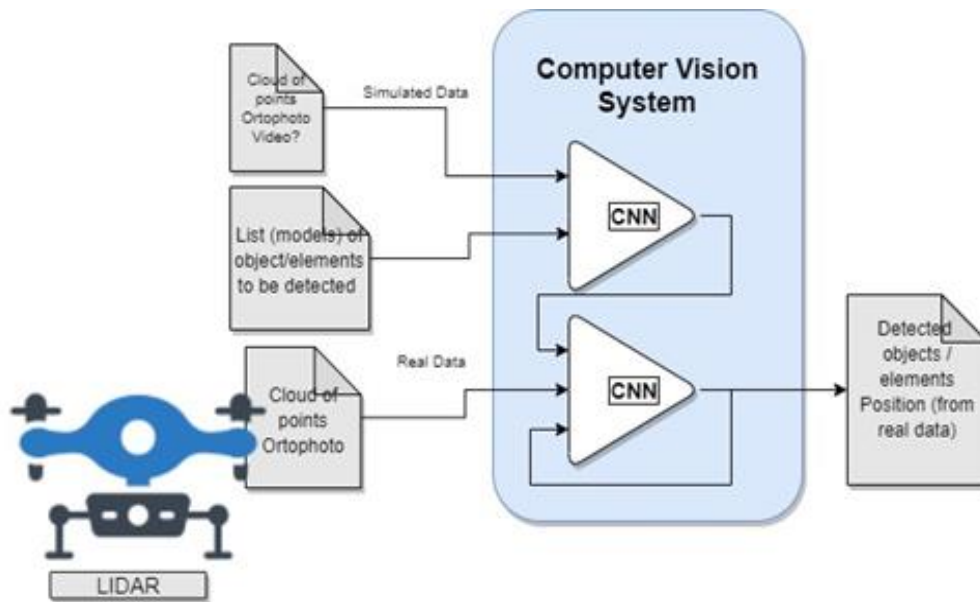 Cloud of
points
Ortophoto
Video?
Simulated Data
Computer Vision
System
CNN
List (models) of
object/elements
to be detected
Real Data
Cloud of
points
Ortophoto
CNN
Detected
objects /
elements
Position (from
real data)
LIDAR